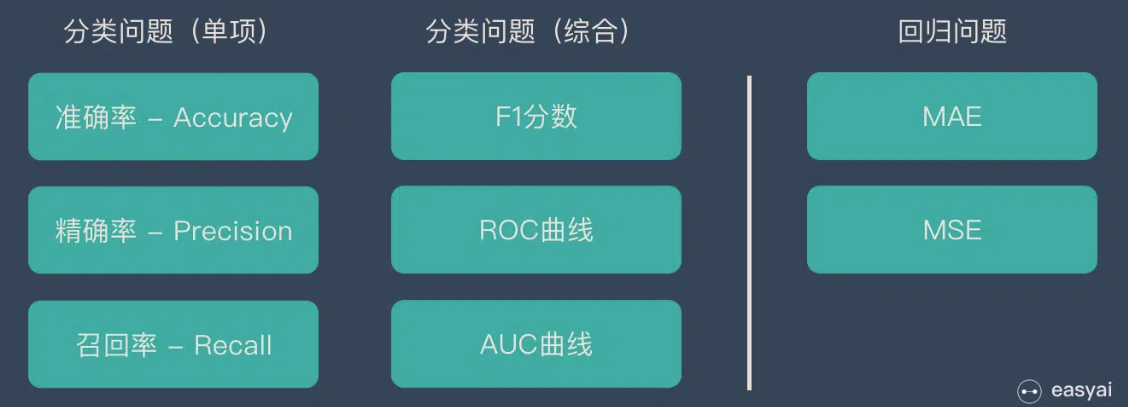 分类问题（单项）
准确率 – Accuracy
精确率 – Precision
召回率 – Recall
分类问题（综合）
F1分数
ROC曲线
AUC曲线
回归问题
MAE
MSE
easyai